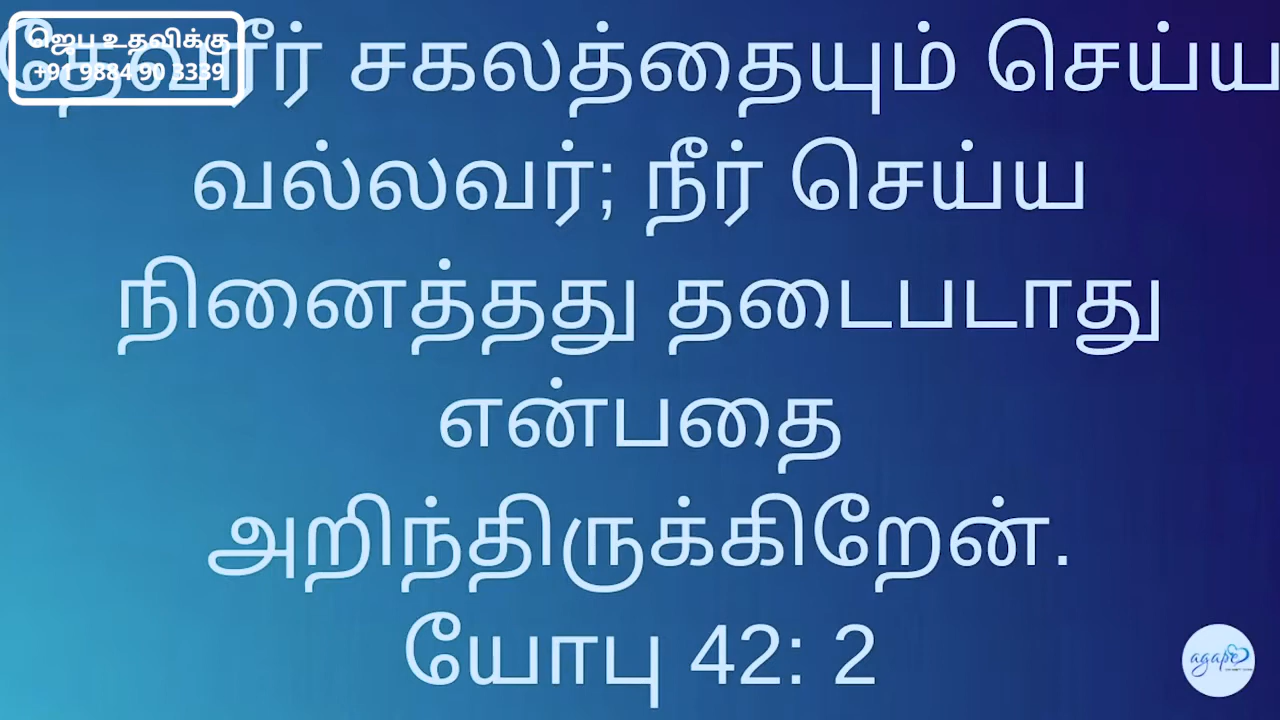 ஜெப உதவிக்கு
+91 9884 90 3339
தேவரீர் சகலத்தையும் செய்ய
வல்லவர்; நீர் செய்ய
நினைத்தது தடைபடாது
என்பதை
அறிந்திருக்கிறேன்.
யோபு 42: 2
agape